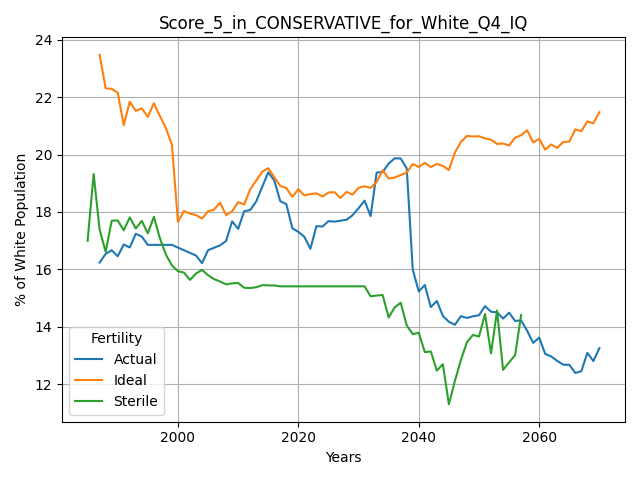 Score_5_in_CONSERVATIVE_for_White_Q4_IQ
% of White Population
24
22
20
18
16
14
12
Fertility
Actual
Ideal
Sterile
2000 2020 2040 2060
Years